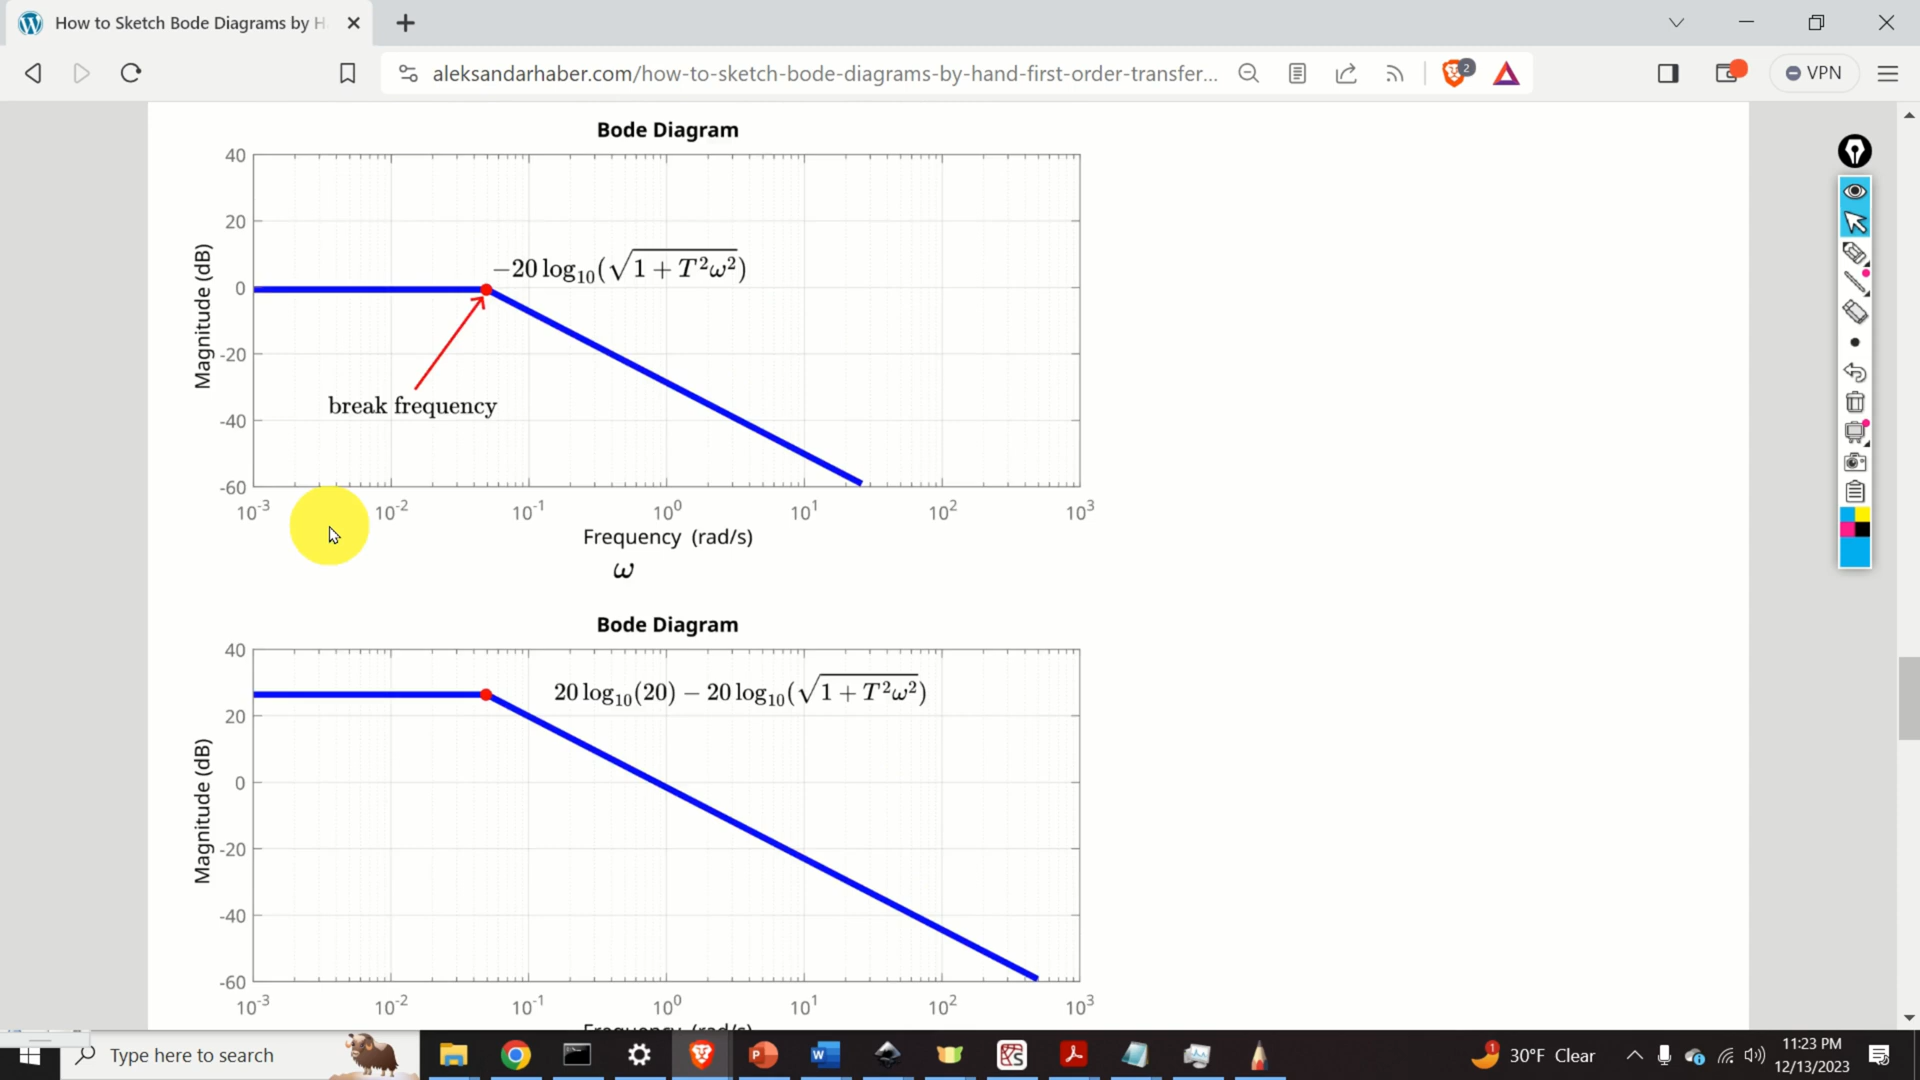 How to Sketch Bode Diagrams by H
aleksandarhaber.com/how-to-sketch-bode-diagrams-by-hand-first-order-transfer...
2
VPN
Bode Diagram
40
20
0
-20
-40
-60
Magnitude (dB)
−20 log₁₀(√(1 + T²ω²))
break frequency
10⁻³ 10⁻² 10⁻¹ 10⁰ 10¹ 10² 10³
Frequency (rad/s)
ω
Bode Diagram
40
20
0
-20
-40
-60
Magnitude (dB)
20 log₁₀(20) − 20 log₁₀(√(1 + T²ω²))
10⁻³ 10⁻² 10⁻¹ 10⁰ 10¹ 10² 10³
Frequency (rad/s)
Type here to search
1
30°F Clear
11:23 PM
12/13/2023